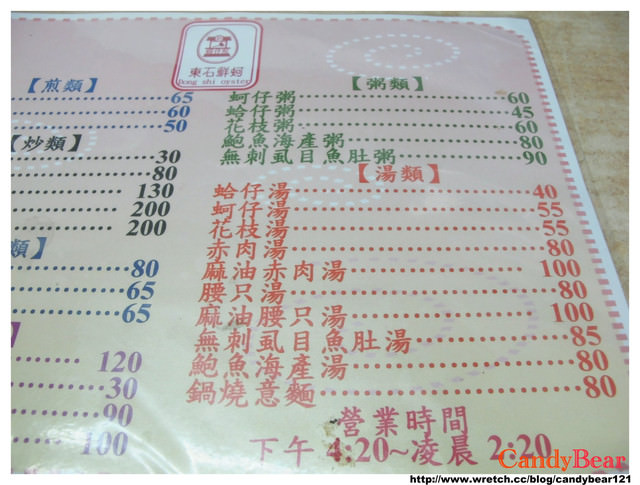 東石鮮蚵
Dong shi oyster
【煎類】
65
60
50
【炒類】
30
80
130
200
200
類】
80
65
65
】
120
30
90
100
【粥類】
蚵仔粥 60
蛤仔粥 45
花枝粥 60
鮑魚海產粥 80
無刺虱目魚肚粥 90
【湯類】
蛤仔湯 40
蚵仔湯 55
花枝湯 55
赤肉湯 80
麻油赤肉湯 100
腰只湯 80
麻油腰只湯 100
無刺虱目魚肚湯 85
鮑魚海產湯 80
鍋燒意麵 80
營業時間
下午 4:20~凌晨 2:20
CandyBear
http://www.wretch.cc/blog/candybear121